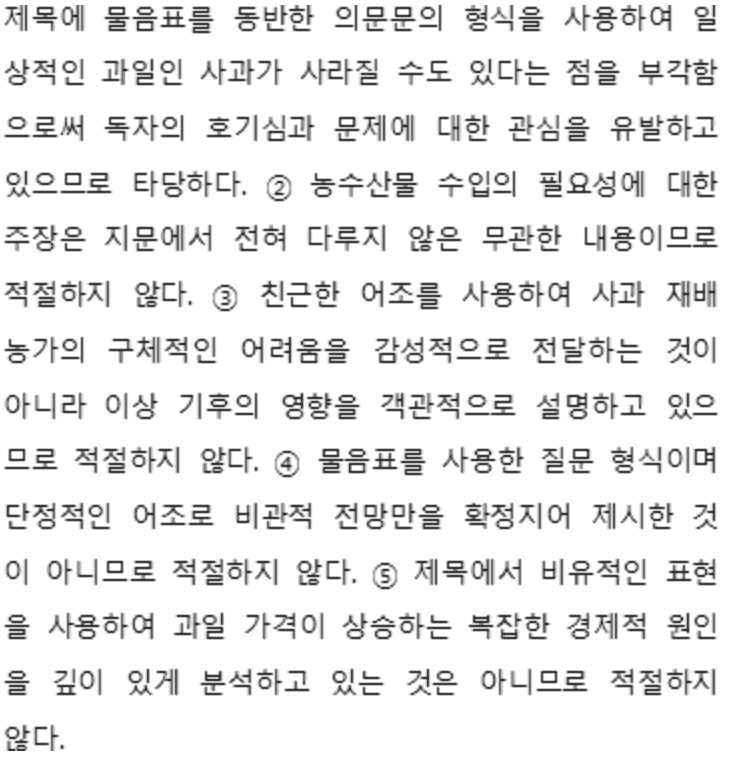 제목에 물음표를 동반한 의문문의 형식을 사용하여 일
상적인 과일인 사과가 사라질 수도 있다는 점을 부각함
으로써 독자의 호기심과 문제에 대한 관심을 유발하고
있으므로 타당하다. ② 농수산물 수입의 필요성에 대한
주장은 지문에서 전혀 다루지 않은 무관한 내용이므로
적절하지 않다. ③ 친근한 어조를 사용하여 사과 재배
농가의 구체적인 어려움을 감성적으로 전달하는 것이
아니라 이상 기후의 영향을 객관적으로 설명하고 있으
므로 적절하지 않다. ④ 물음표를 사용한 질문 형식이며
단정적인 어조로 비관적 전망만을 확정지어 제시한 것
이 아니므로 적절하지 않다. ⑤ 제목에서 비유적인 표현
을 사용하여 과일 가격이 상승하는 복잡한 경제적 원인
을 깊이 있게 분석하고 있는 것은 아니므로 적절하지
않다.